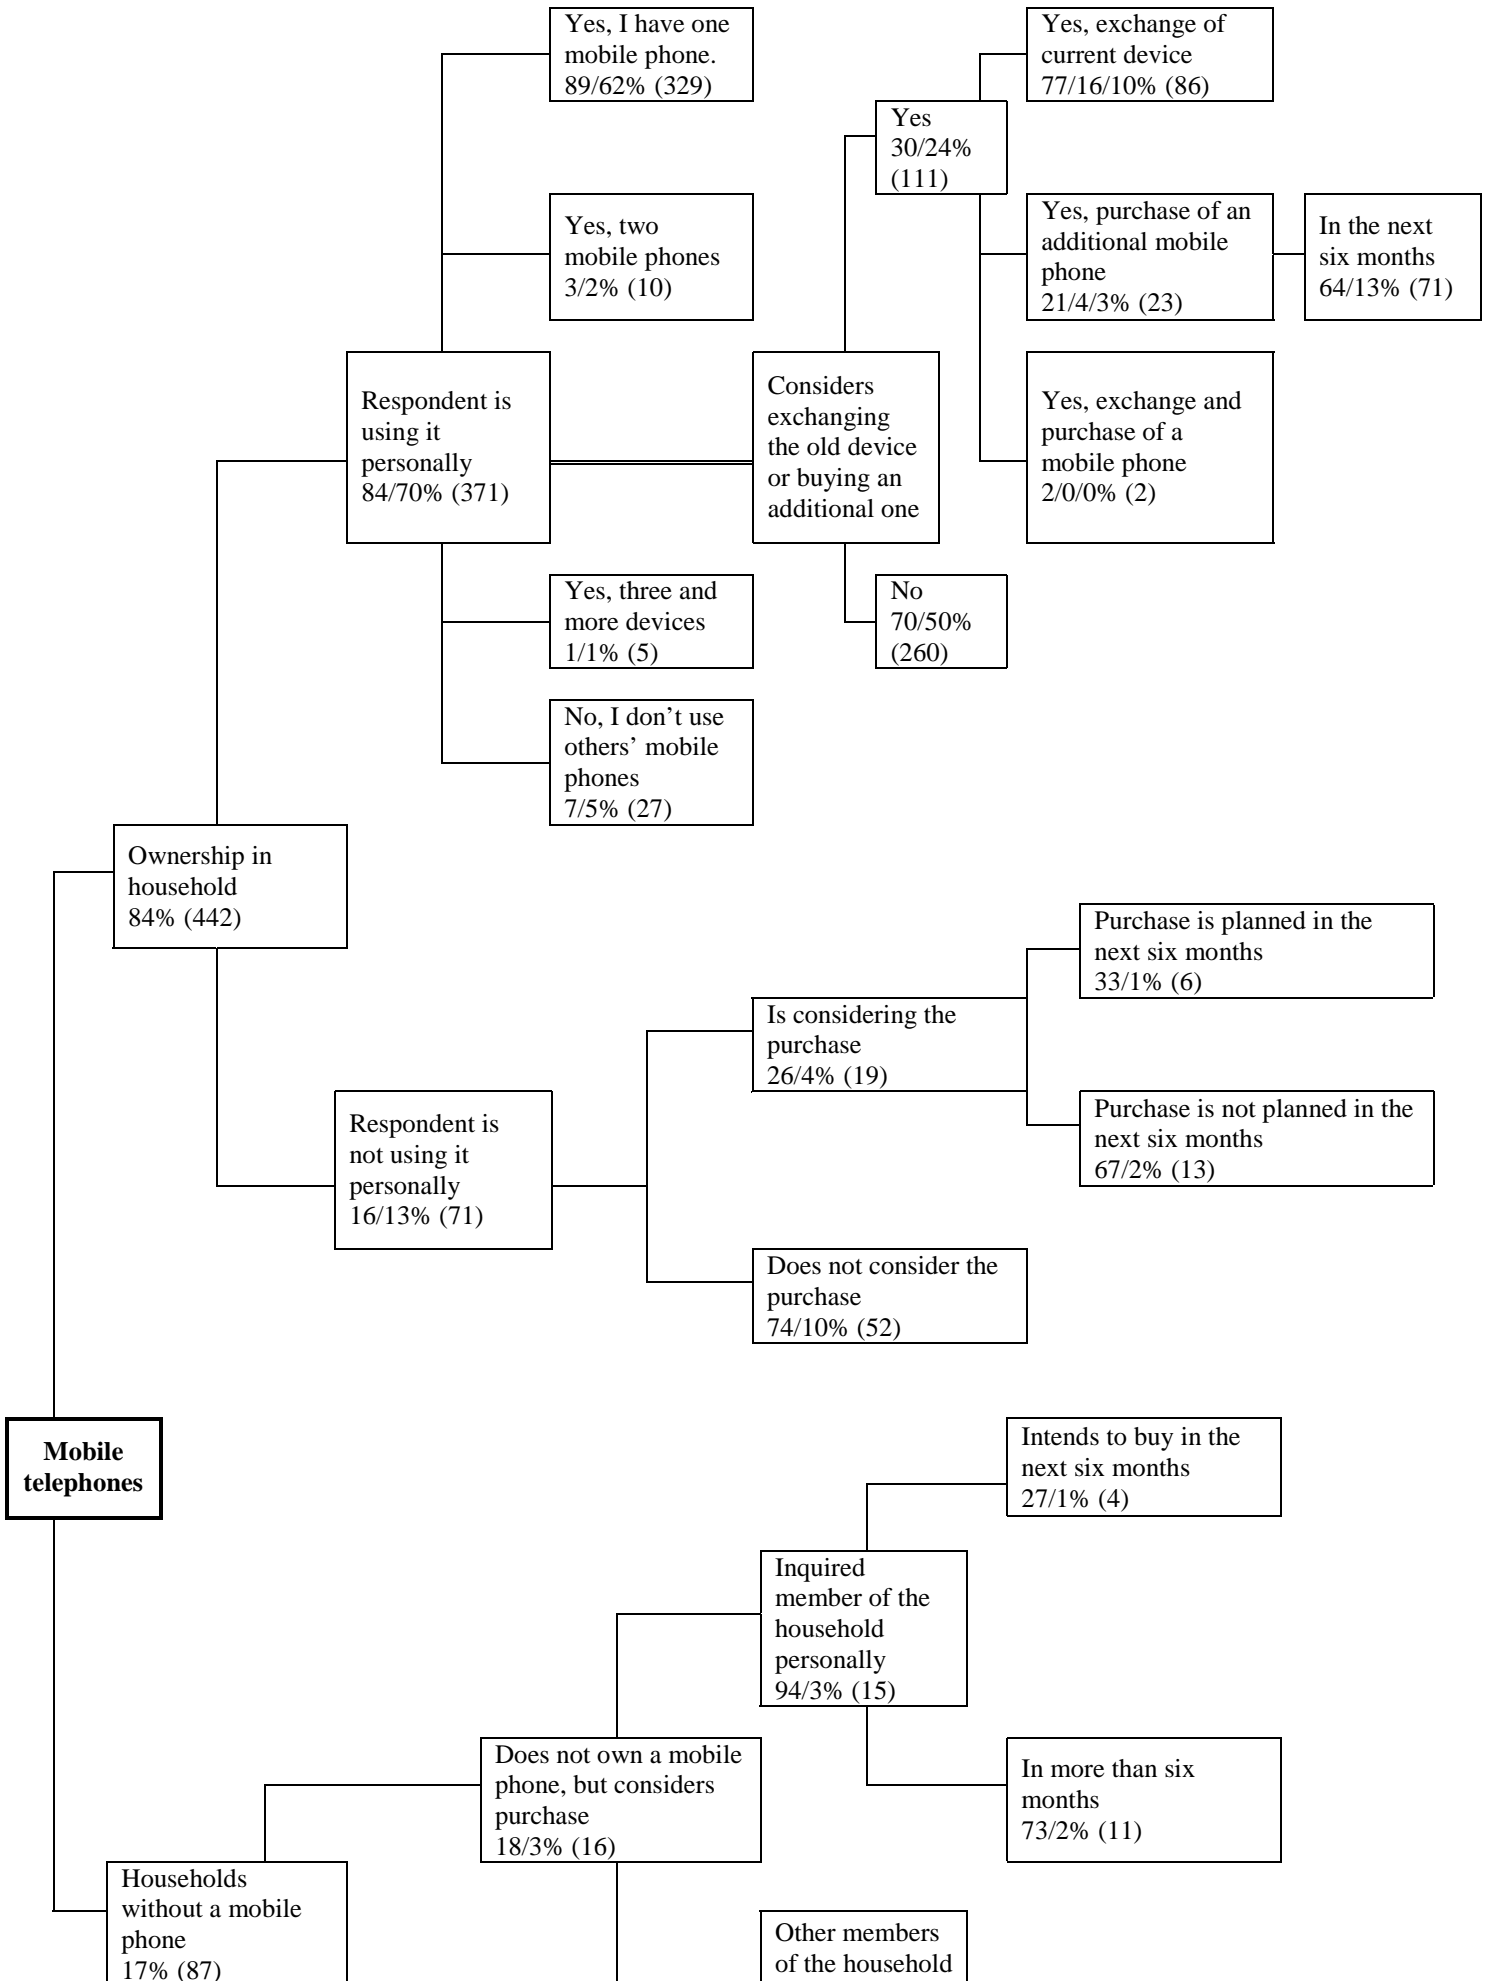 Yes, I have one
mobile phone.
89/62% (329)
Yes, exchange of
current device
77/16/10% (86)
Yes
30/24%
(111)
Yes, two
mobile phones
3/2% (10)
Yes, purchase of an
additional mobile
phone
21/4/3% (23)
In the next
six months
64/13% (71)
Respondent is
using it
personally
84/70% (371)
Considers
exchanging
the old device
or buying an
additional one
Yes, exchange and
purchase of a
mobile phone
2/0/0% (2)
Yes, three and
more devices
1/1% (5)
No
70/50%
(260)
No, I don’t use
others’ mobile
phones
7/5% (27)
Ownership in
household
84% (442)
Purchase is planned in the
next six months
33/1% (6)
Is considering the
purchase
26/4% (19)
Respondent is
not using it
personally
16/13% (71)
Purchase is not planned in the
next six months
67/2% (13)
Does not consider the
purchase
74/10% (52)
Mobile
telephones
Intends to buy in the
next six months
27/1% (4)
Inquired
member of the
household
personally
94/3% (15)
Does not own a mobile
phone, but considers
purchase
18/3% (16)
In more than six
months
73/2% (11)
Households
without a mobile
phone
17% (87)
Other members
of the household